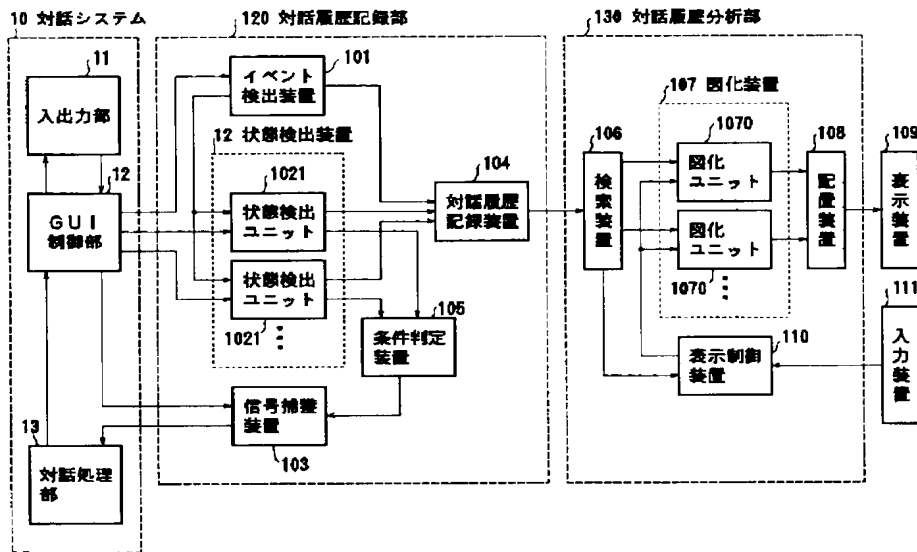 10 対話システム
11
入出力部
12
GUI
制御部
13
対話処理
部
120 対話履歴記録部
101
イベント
検出装置
12 状態検出装置
1021
状態検出
ユニット
状態検出
ユニット
1021
104
対話履歴
記録装置
105
条件判定
装置
信号捕獲
装置
103
130 対話履歴分析部
107 図化装置
106
検索装置
1070
図化
ユニット
図化
ユニット
1070
108
配置装置
109
表示装置
110
表示制御
装置
111
入力装置